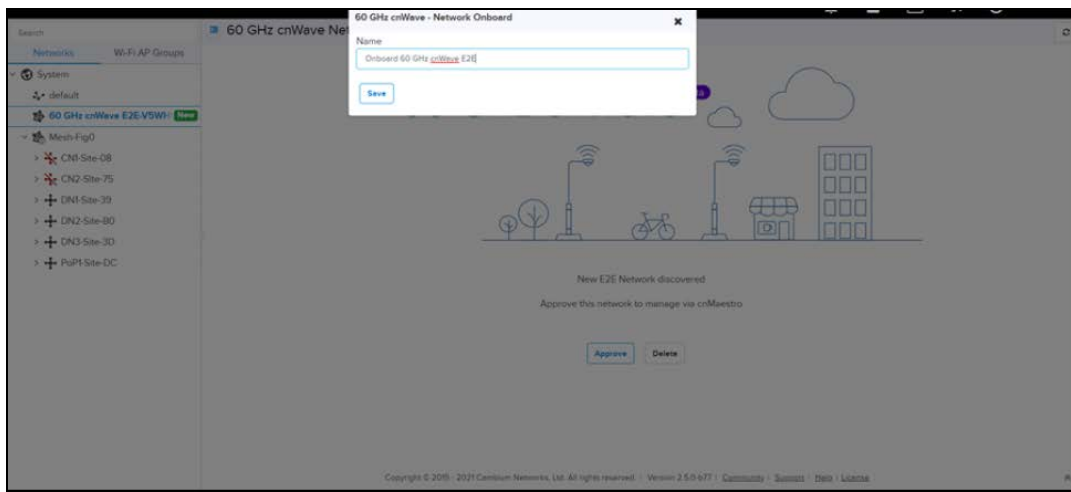 60 GHz cnWave - Network Onboard
Name
Onboard 60 GHz cnWave E2E
Save
Search
60 GHz cnWave Ne
Networks
Wi-Fi AP Groups
System
default
60 GHz cnWave E2E-V5WH
New
Mesh-Fig0
CN1-Site-08
CN2-Site-75
DN1-Site-39
DN2-Site-B0
DN3-Site-3D
PoP1-Site-DC
New E2E Network discovered
Approve this network to manage via cnMaestro
Approve
Delete
Copyright © 2015 - 2021 Cambium Networks, Ltd. All rights reserved. | Version 2.5.0-b77 | Community | Support | Help | License